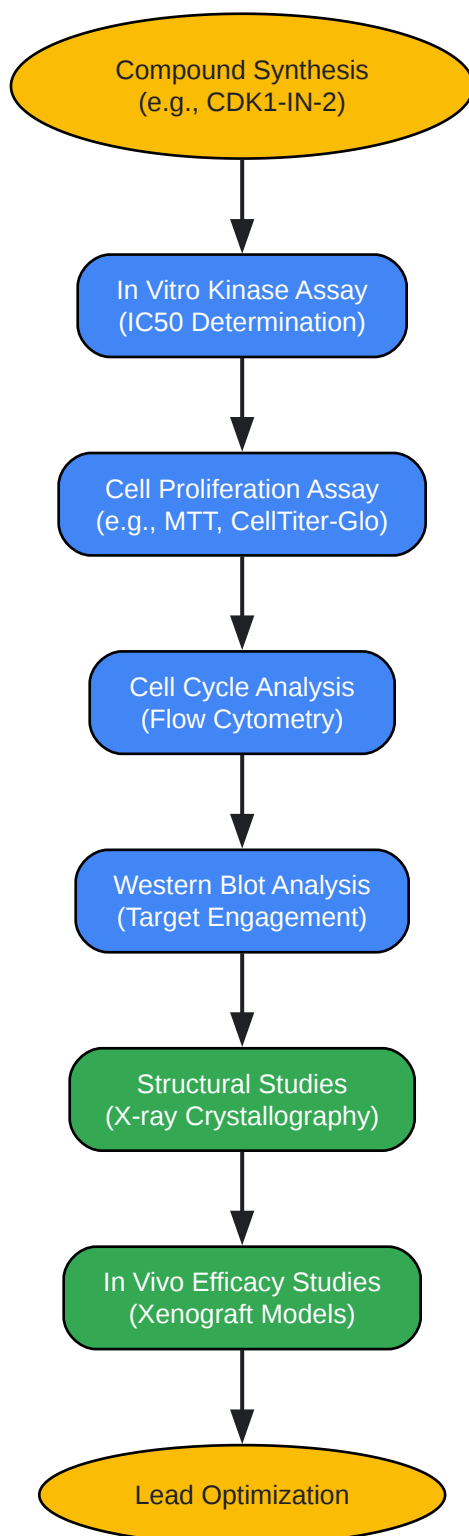 Compound Synthesis
(e.g., CDK1-IN-2)
In Vitro Kinase Assay
(IC50 Determination)
Cell Proliferation Assay
(e.g., MTT, CellTiter-Glo)
Cell Cycle Analysis
(Flow Cytometry)
Western Blot Analysis
(Target Engagement)
Structural Studies
(X-ray Crystallography)
In Vivo Efficacy Studies
(Xenograft Models)
Lead Optimization